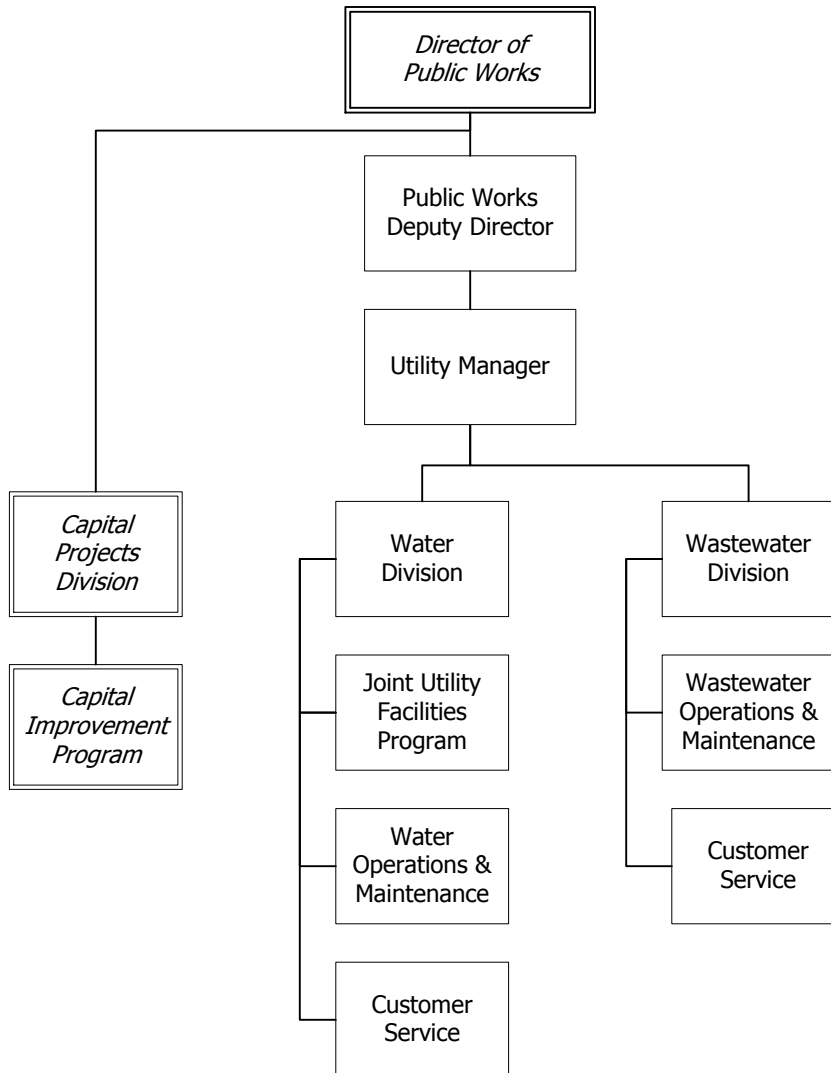 Director of
Public Works
Public Works
Deputy Director
Utility Manager
Capital
Projects
Division
Water
Division
Wastewater
Division
Capital
Improvement
Program
Joint Utility
Facilities
Program
Wastewater
Operations &
Maintenance
Water
Operations &
Maintenance
Customer
Service
Customer
Service